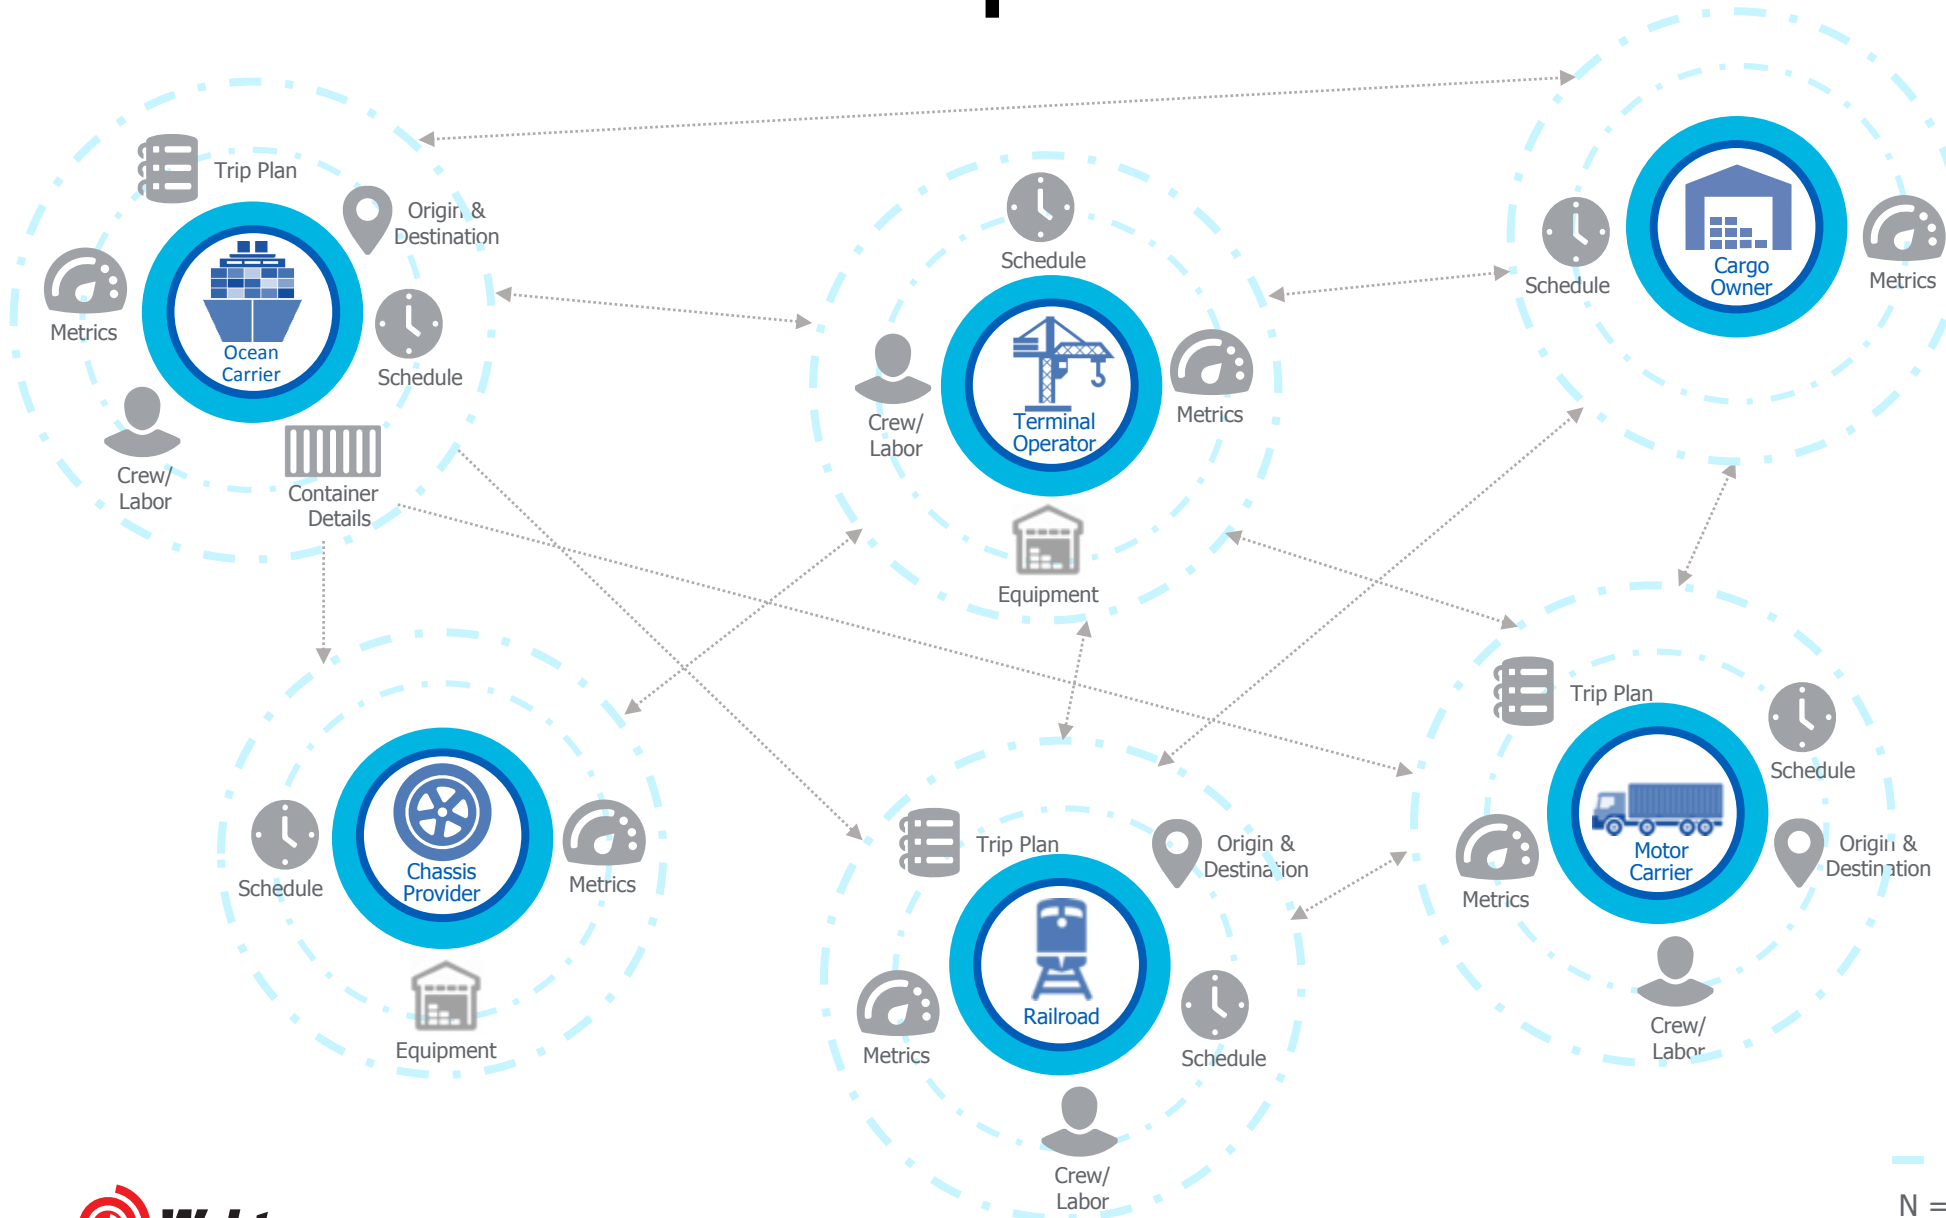 Trip Plan
Origin &
Destination
Metrics
Ocean
Carrier
Schedule
Crew/
Labor
Container
Details
Schedule
Crew/
Labor
Terminal
Operator
Metrics
Equipment
Schedule
Cargo
Owner
Metrics
Schedule
Chassis
Provider
Metrics
Equipment
Trip Plan
Origin &
Destination
Metrics
Railroad
Schedule
Crew/
Labor
Trip Plan
Schedule
Metrics
Motor
Carrier
Origin &
Destination
Crew/
Labor
N =